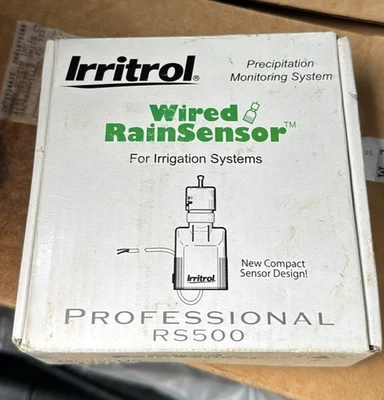 Irritrol®
Precipitation
Monitoring System
Wired
RainSensor™
For Irrigation Systems
Irritrol.
New Compact
Sensor Design!
PROFESSIONAL
RS500